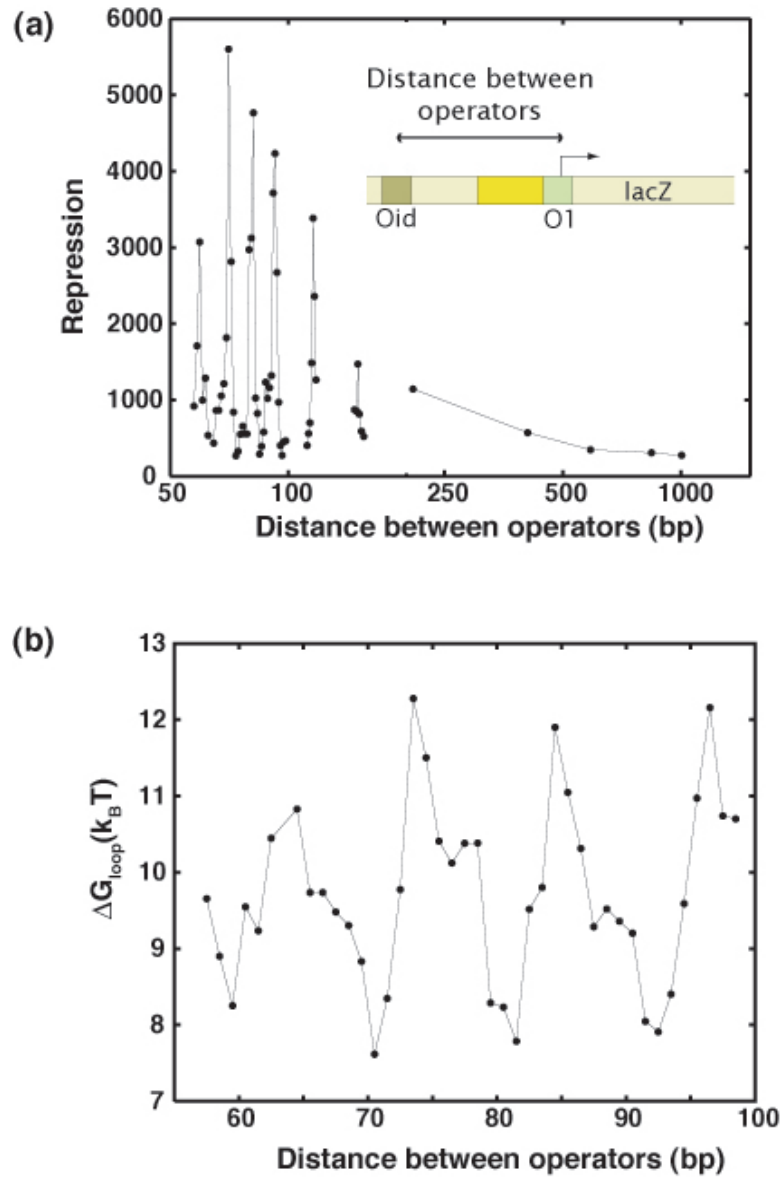 (a)
6000
5000
4000
3000
2000
1000
0
Repression
Distance between
operators
lacZ
Oid
O1
50
100
250
500
1000
Distance between operators (bp)
(b)
13
12
11
10
9
8
7
ΔGloop(kBT)
60
70
80
90
100
Distance between operators (bp)